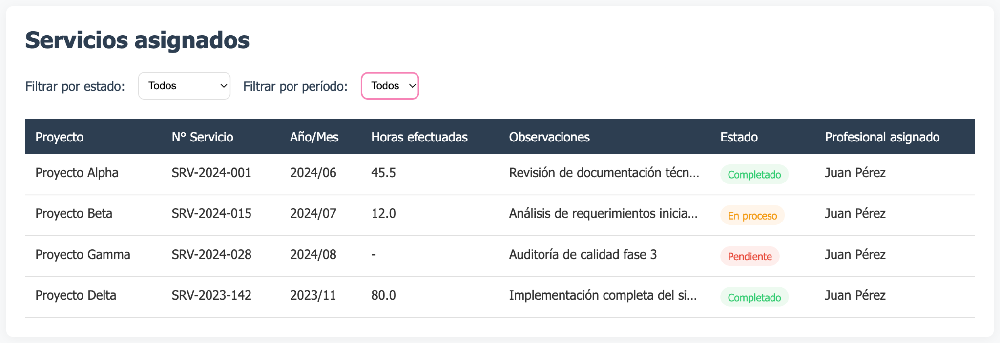 Servicios asignados
Filtrar por estado: Todos Filtrar por período: Todos
Proyecto N° Servicio Año/Mes Horas efectuadas Observaciones Estado Profesional asignado
Proyecto Alpha SRV-2024-001 2024/06 45.5 Revisión de documentación técn... Completado Juan Pérez
Proyecto Beta SRV-2024-015 2024/07 12.0 Análisis de requerimientos inicia... En proceso Juan Pérez
Proyecto Gamma SRV-2024-028 2024/08 - Auditoría de calidad fase 3 Pendiente Juan Pérez
Proyecto Delta SRV-2023-142 2023/11 80.0 Implementación completa del si... Completado Juan Pérez